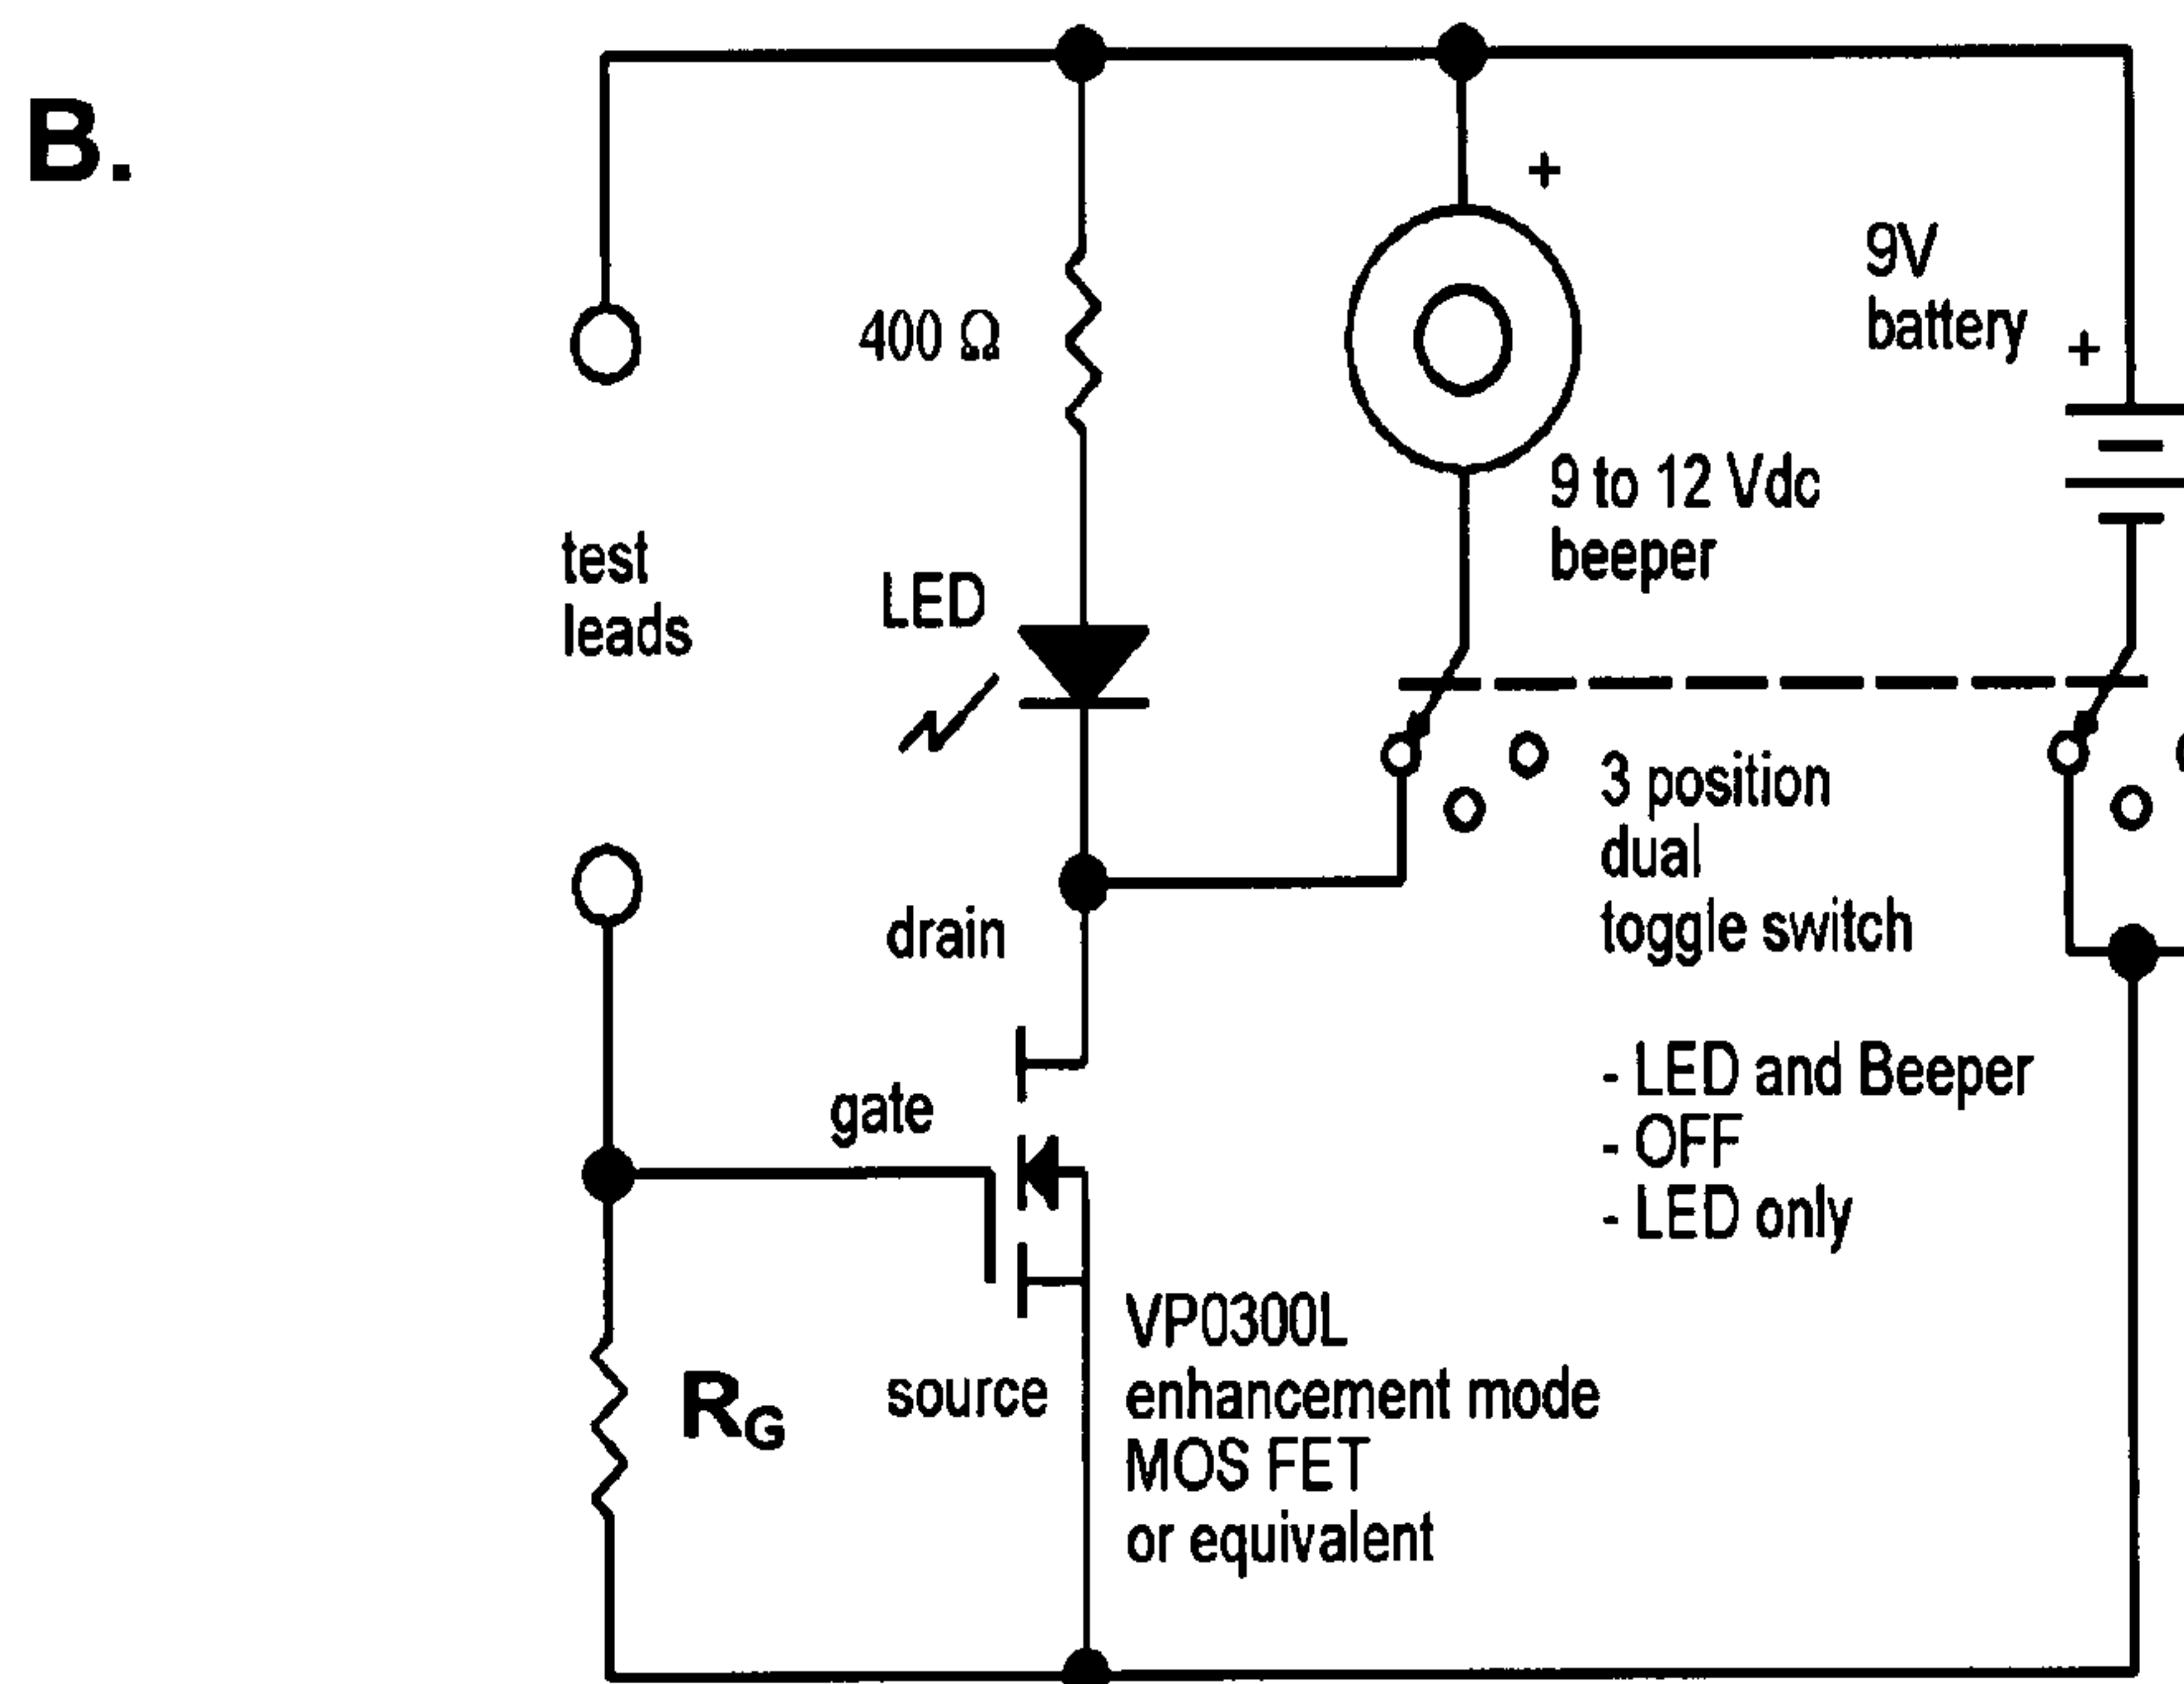 B.
+
9V
battery
+
400 Ω
9 to 12 Vdc
beeper
test
leads
LED
3 position
dual
toggle switch
drain
- LED and Beeper
- OFF
- LED only
gate
VP0300L
enhancement mode
MOS FET
or equivalent
source
RG